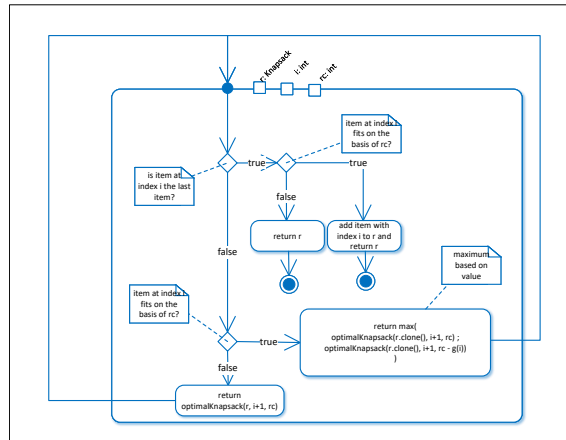 r: Knapsack
i: int
rc: int
item at index i
fits on the
basis of rc?
is item at
index i the last
item?
true
true
false
return r
add item with
index i to r and
return r
false
maximum
based on
value
item at index i
fits on the
basis of rc?
true
return max(
optimalKnapsack(r.clone(), i+1, rc) ;
optimalKnapsack(r.clone(), i+1, rc - g(i))
)
false
return
optimalKnapsack(r, i+1, rc)